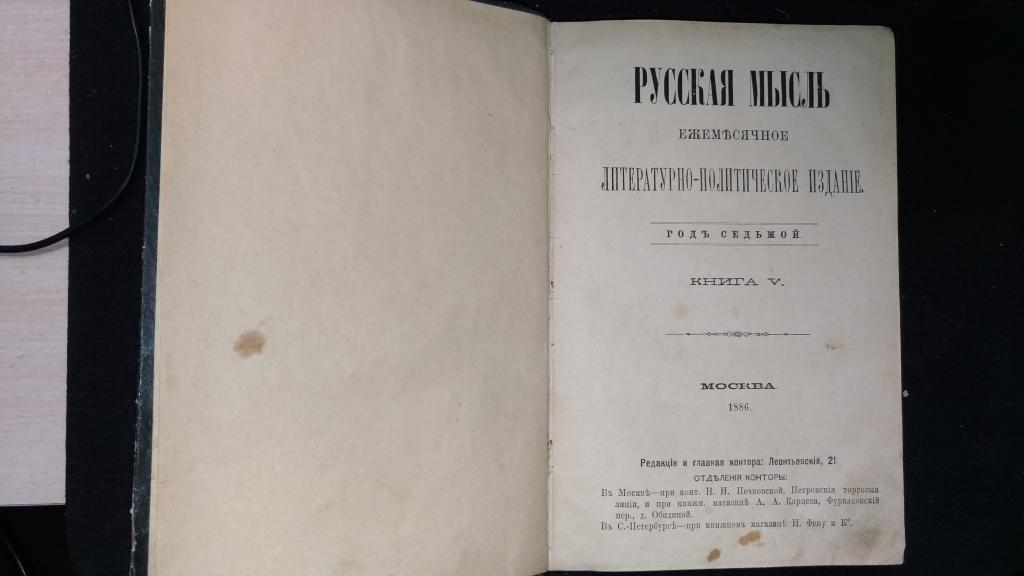 РУССКАЯ МЫСЛЬ
ЕЖЕМѢСЯЧНОЕ
ЛИТЕРАТУРНО-ПОЛИТИЧЕСКОЕ ИЗДАНІЕ.
ГОДЪ СЕДЬМОЙ.
КНИГА V.
МОСКВА.
1886.
Редакція и главная контора: Леонтьевскій, 21.
ОТДѢЛЕНІЯ КОНТОРЫ:
Въ Москвѣ—при конт. Н. Н. Печковской, Петровскія торговыя
линіи, и при книжн. магазинѣ А. А. Карцева, Фуркасовскій
пер., д. Обидиной.
Въ С.-Петербургѣ—при книжномъ магазинѣ Н. Фену и Ко.